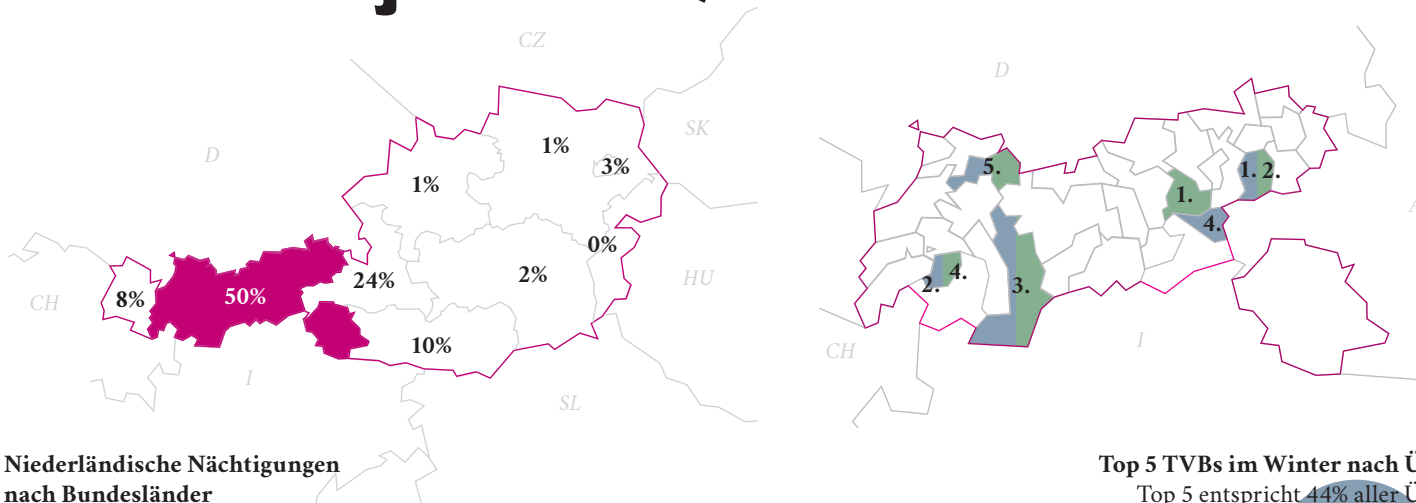 CZ
D
SK
1%
3%
1%
0%
HU
2%
24%
50%
8%
CH
10%
I
SL
Niederländische Nächtigungen
nach Bundesländer
D
5.
1. 2.
1.
4.
4.
2.
3.
CH
I
Top 5 TVBs im Winter nach
Top 5 entspricht 44% aller